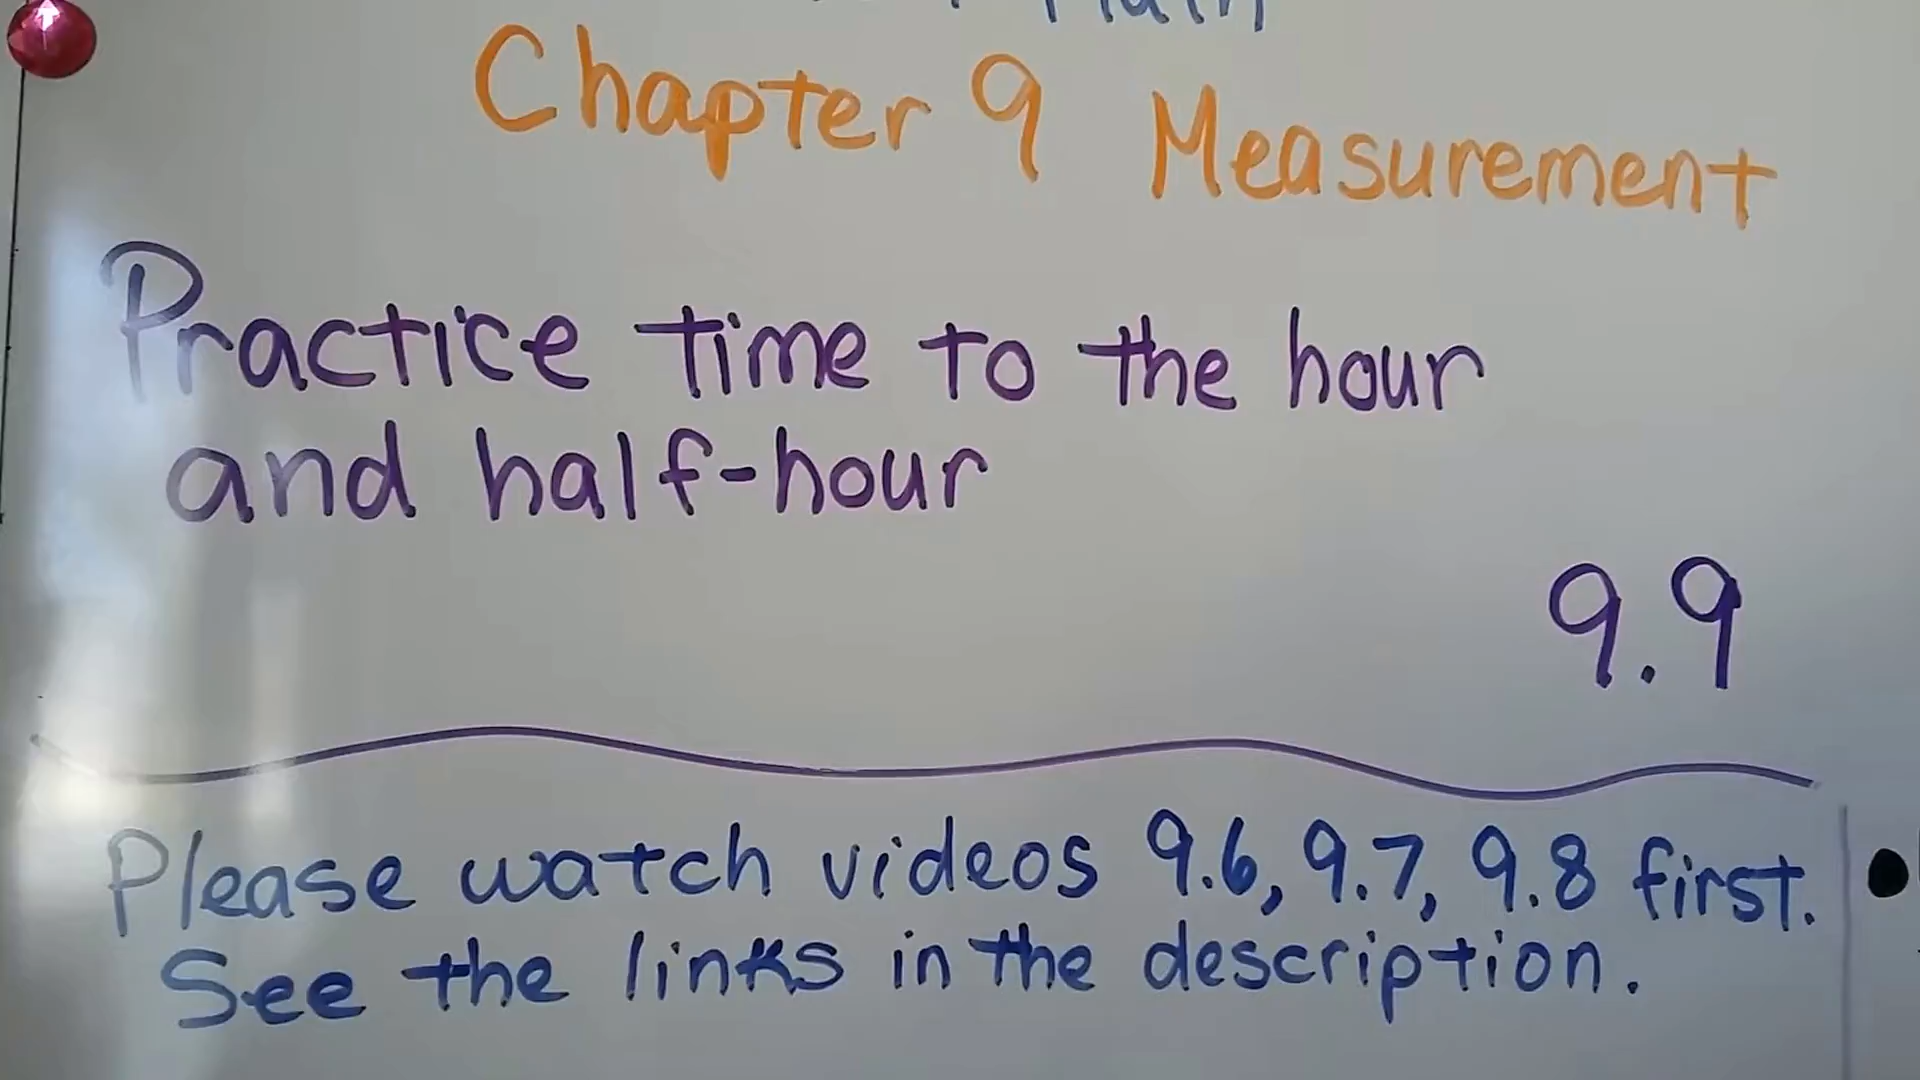 Math
Chapter 9 Measurement
Practice time to the hour
and half-hour
9.9
Please watch videos 9.6, 9.7, 9.8 first.
See the links in the description.